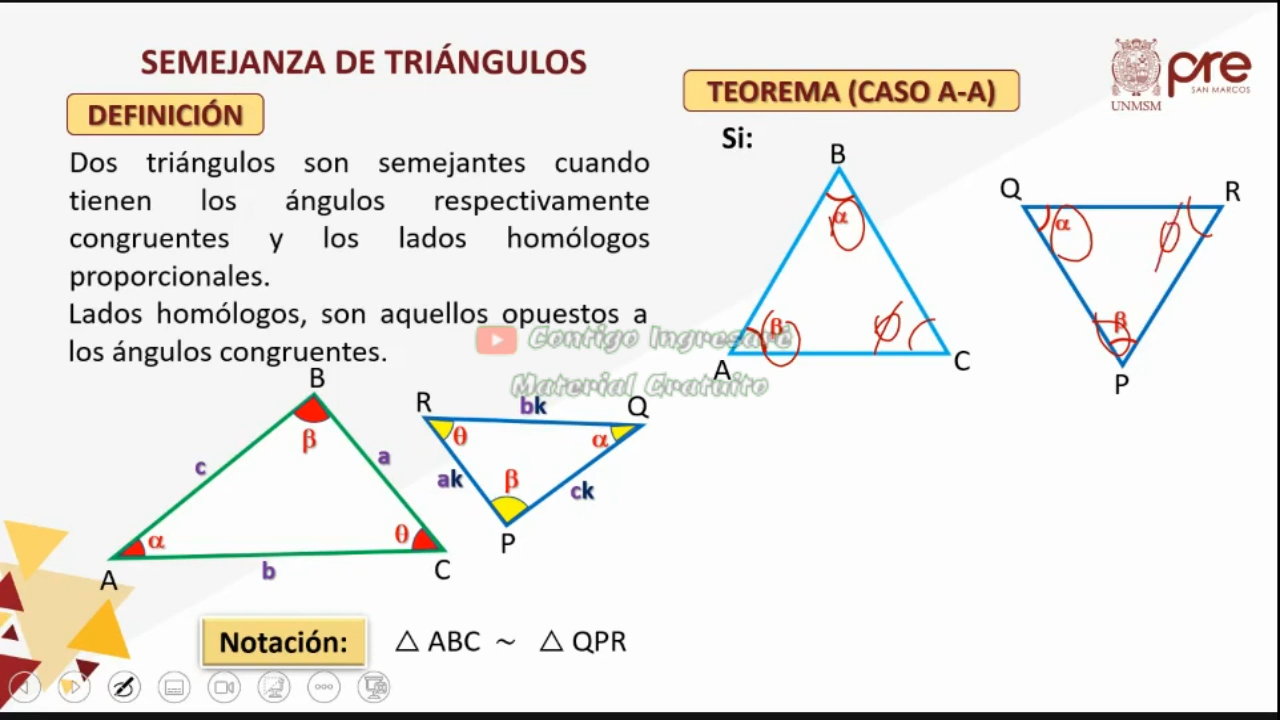 SEMEJANZA DE TRIÁNGULOS
DEFINICIÓN
Dos triángulos son semejantes cuando
tienen los ángulos respectivamente
congruentes y los lados homólogos
proporcionales.
Lados homólogos, son aquellos opuestos a
los ángulos congruentes.
B
β
c
a
α
θ
A
b
C
R
bk
Q
θ
α
ak
β
ck
P
Notación:
△ ABC ~ △ QPR
TEOREMA (CASO A-A)
Si:
B
α
β
ϕ
A
C
Q
R
α
ϕ
β
P
UNMSM
pre
SAN MARCOS
Contigo Ingresaré
Material Gratuito